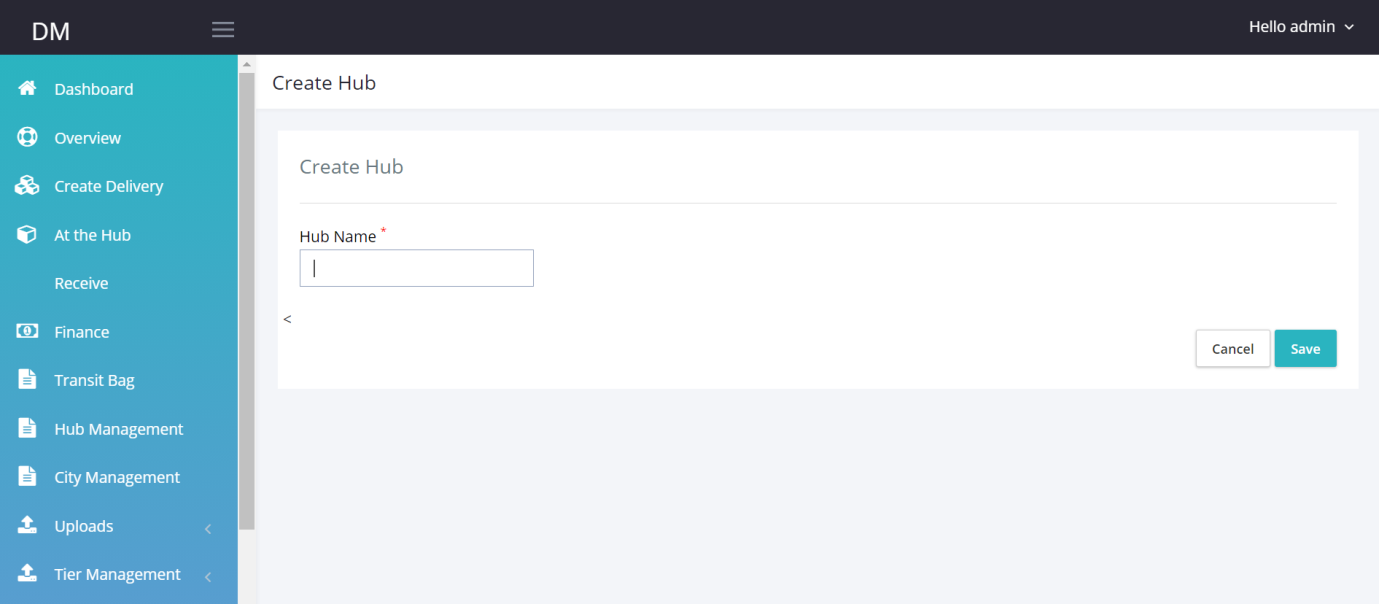 DM
Hello admin
Dashboard
Overview
Create Delivery
At the Hub
Receive
Finance
Transit Bag
Hub Management
City Management
Uploads
Tier Management
Create Hub
Create Hub
Hub Name *
<
Cancel
Save